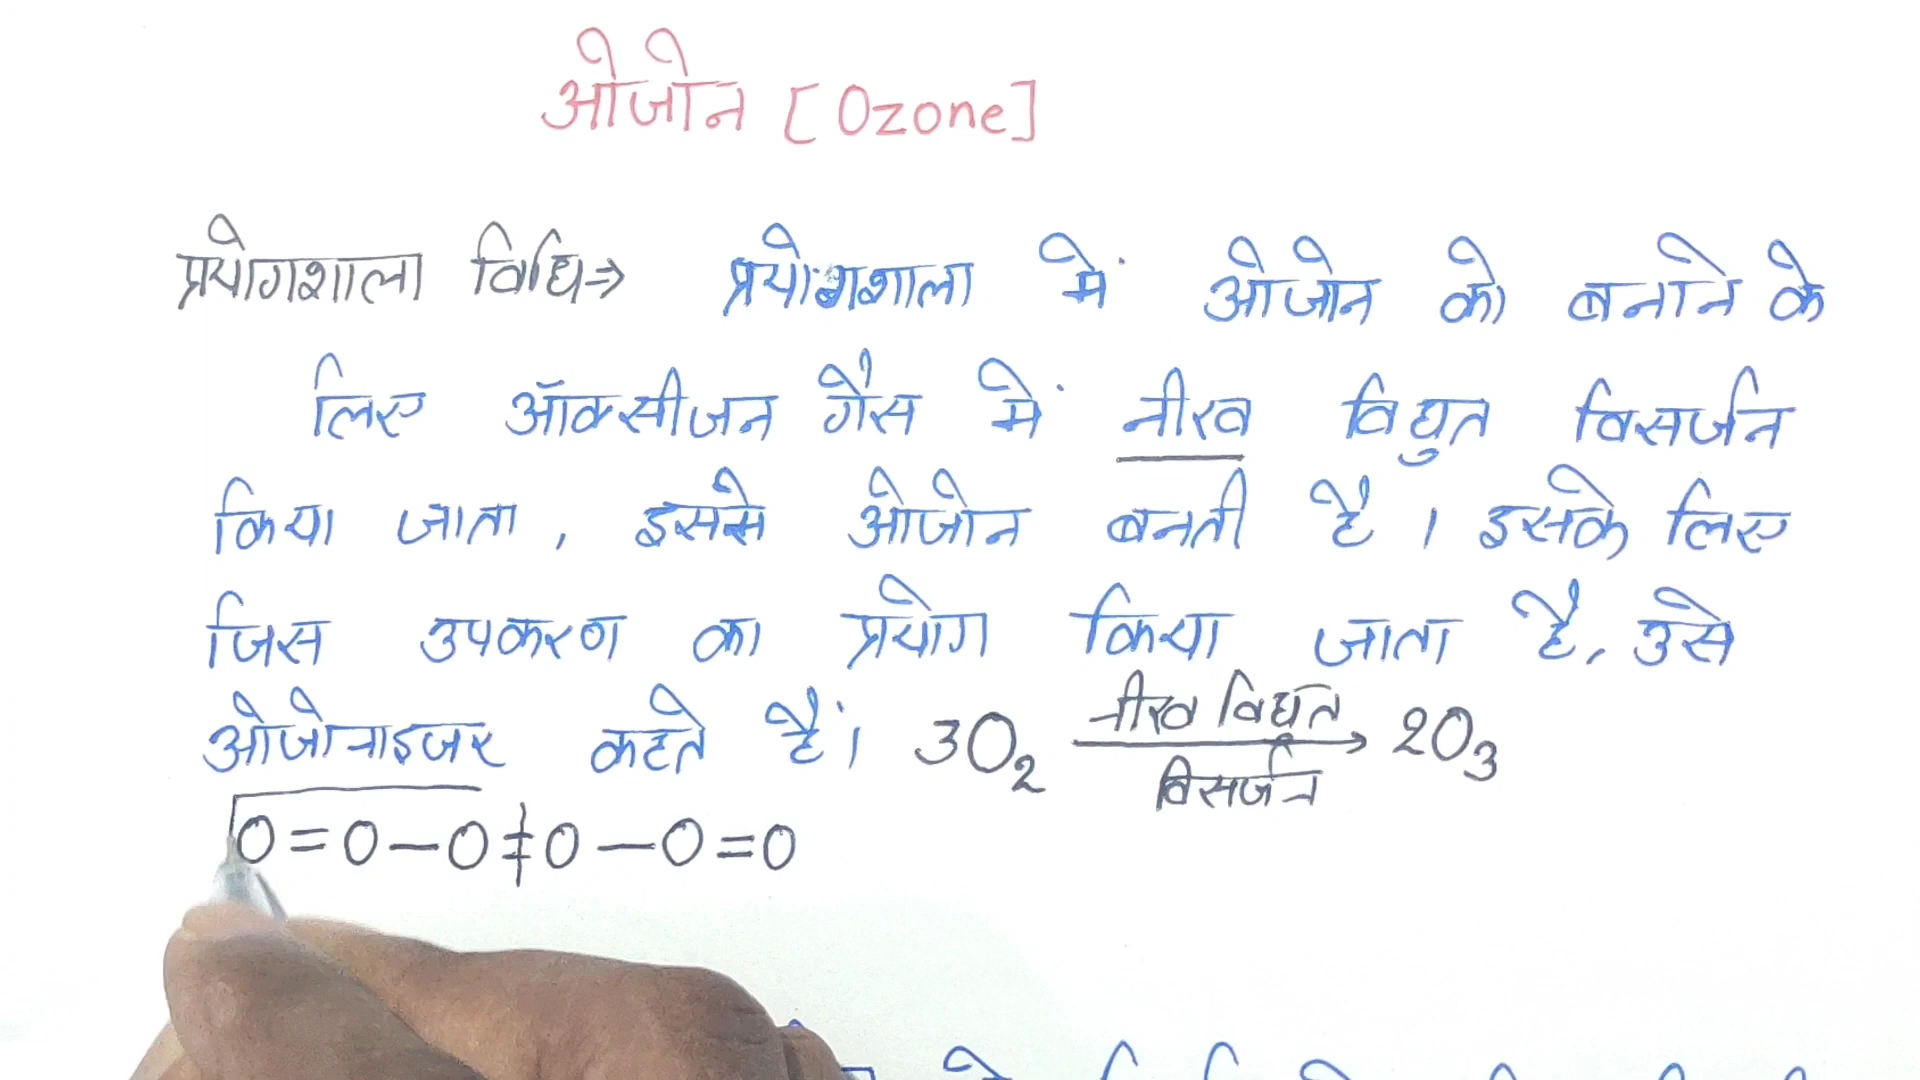 ओजोन [Ozone]
प्रयोगशाला विधि⇒ प्रयोगशाला में ओजोन को बनाने के
लिए ऑक्सीजन गैस में नीरव विद्युत विसर्जन
किया जाता, इससे ओजोन बनती है । इसके लिए
जिस उपकरण का प्रयोग किया जाता है, उसे
ओजोनाइजर कहते हैं। 3O₂ नीरव विद्युत विसर्जन → 2O₃
O=O—O‡O—O=O